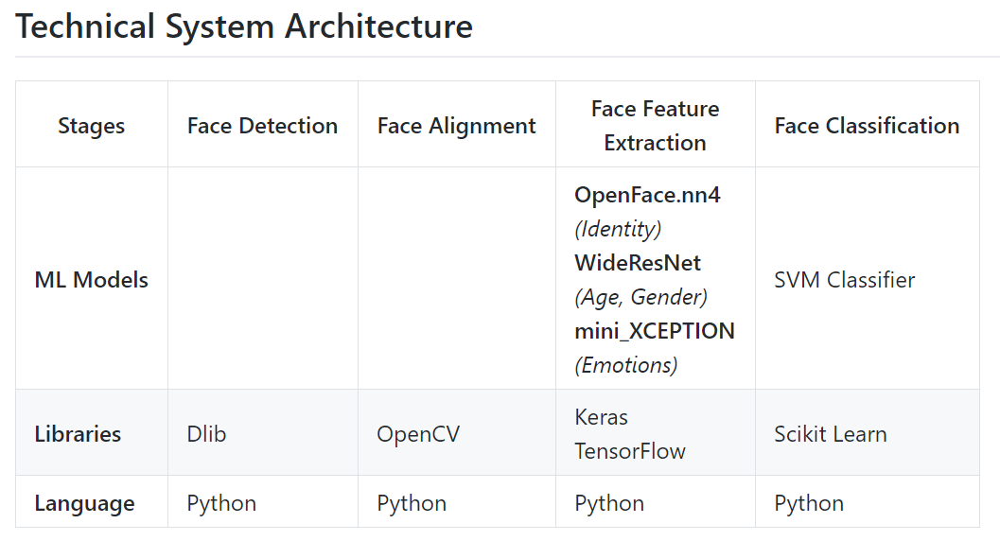 Technical System Architecture
Stages
Face Detection
Face Alignment
Face Feature
Extraction
Face Classification
ML Models
OpenFace.nn4
(Identity)
WideResNet
(Age, Gender)
mini_XCEPTION
(Emotions)
SVM Classifier
Libraries
Dlib
OpenCV
Keras
TensorFlow
Scikit Learn
Language
Python
Python
Python
Python